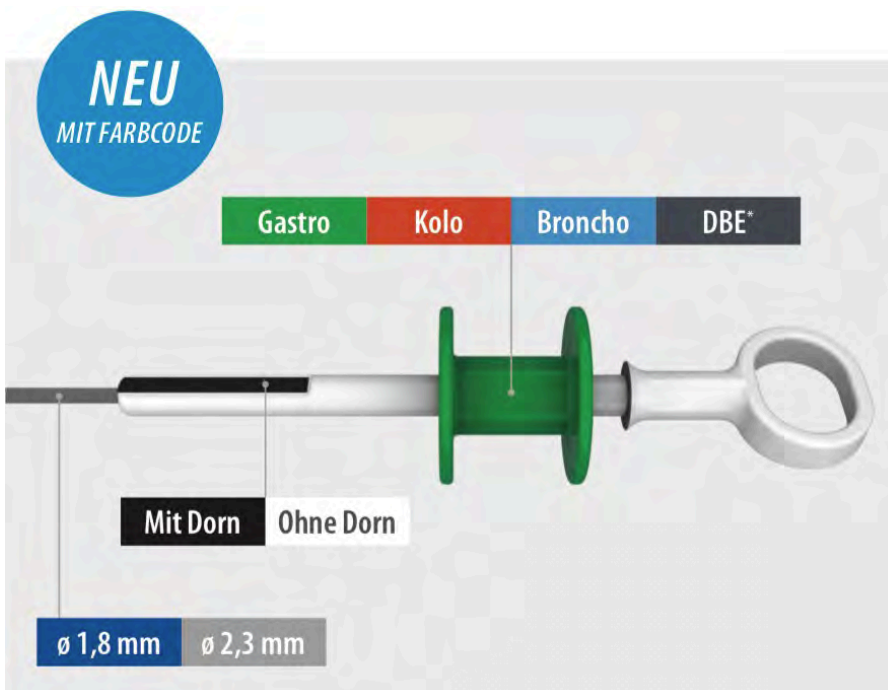 NEU
MIT FARBCODE
Gastro Kolo Broncho DBE*
Mit Dorn Ohne Dorn
ø 1,8 mm ø 2,3 mm